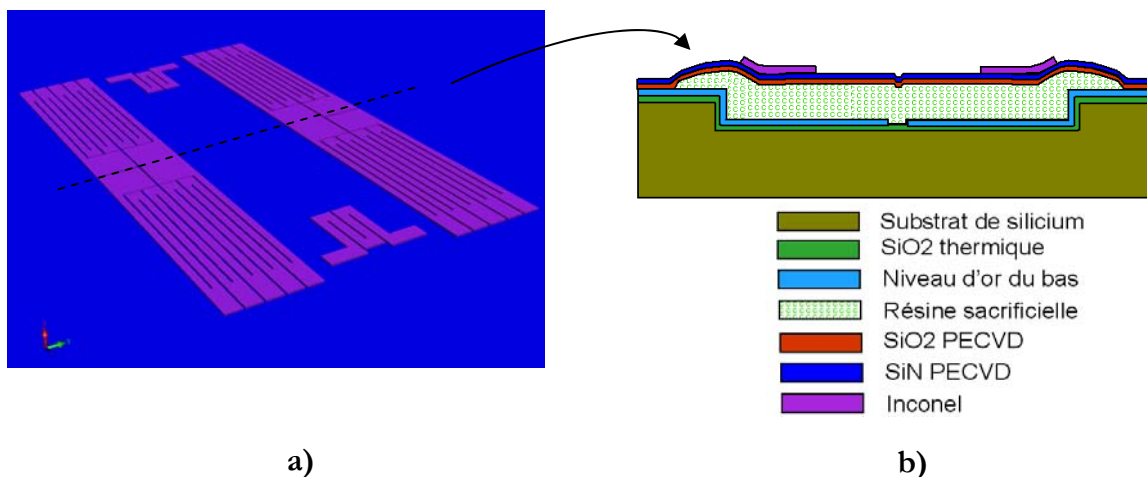 Substrat de silicium
SiO2 thermique
Niveau d'or du bas
Résine sacrificielle
SiO2 PECVD
SiN PECVD
Inconel
a)
b)